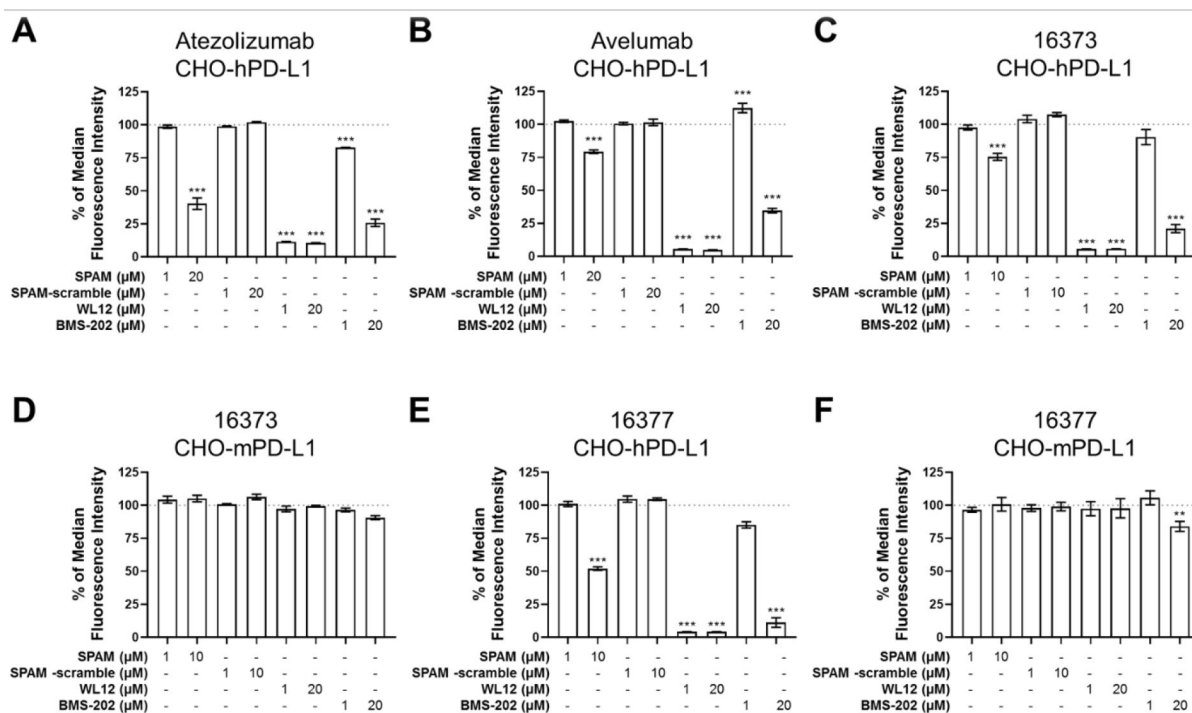 A
Atezolizumab
CHO-hPD-L1
% of Median
Fluorescence Intensity
125
100
75
50
25
0
***
***
***
***
***
SPAM (µM) 1 20 - - - - - -
SPAM-scramble (µM) - - 1 20 - - - -
WL12 (µM) - - - - 1 20 - -
BMS-202 (µM) - - - - - - 1 20
B
Avelumab
CHO-hPD-L1
% of Median
Fluorescence Intensity
125
100
75
50
25
0
***
***
***
***
***
SPAM (µM) 1 20 - - - - - -
SPAM -scramble (µM) - - 1 20 - - - -
WL12 (µM) - - - - 1 20 - -
BMS-202 (µM) - - - - - - 1 20
C
16373
CHO-hPD-L1
% of Median
Fluorescence Intensity
125
100
75
50
25
0
***
***
***
***
SPAM (µM) 1 10 - - - - - -
SPAM -scramble (µM) - - 1 10 - - - -
WL12 (µM) - - - - 1 20 - -
BMS-202 (µM) - - - - - - 1 20
D
16373
CHO-mPD-L1
% of Median
Fluorescence Intensity
125
100
75
50
25
0
SPAM (µM) 1 10 - - - - - -
SPAM -scramble (µM) - - 1 10 - - - -
WL12 (µM) - - - - 1 20 - -
BMS-202 (µM) - - - - - - 1 20
E
16377
CHO-hPD-L1
% of Median
Fluorescence Intensity
125
100
75
50
25
0
***
***
***
***
SPAM (µM) 1 10 - - - - - -
SPAM -scramble (µM) - - 1 10 - - - -
WL12 (µM) - - - - 1 20 - -
BMS-202 (µM) - - - - - - 1 20
F
16377
CHO-mPD-L1
% of Median
Fluorescence Intensity
125
100
75
50
25
0
**
SPAM (µM) 1 10 - - - - - -
SPAM -scramble (µM) - - 1 10 - - - -
WL12 (µM) - - - - 1 20 - -
BMS-202 (µM) - - - - - - 1 20